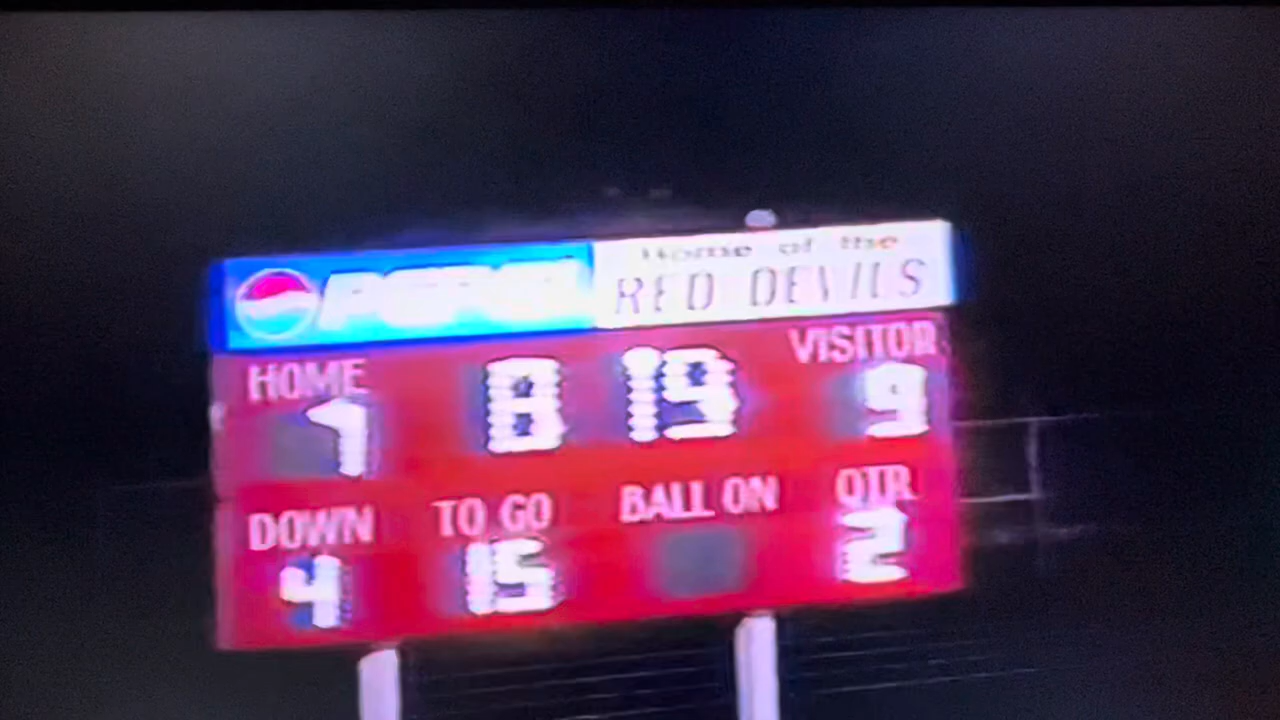 PEPSI
Home of the
RED DEVILS
HOME VISITOR
7 8 19 9
DOWN TO GO BALL ON QTR
4 15 2